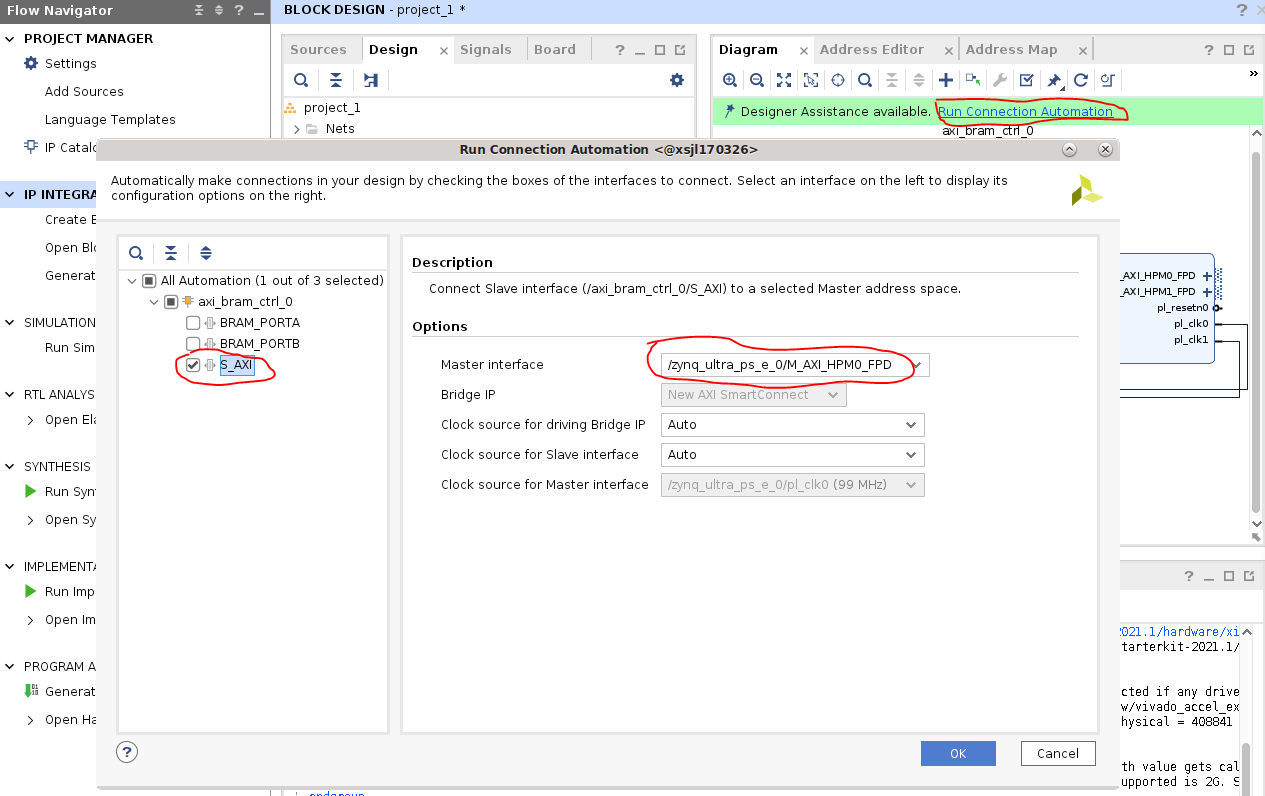 Flow Navigator
PROJECT MANAGER
Settings
Add Sources
Language Templates
IP Catalo
IP INTEGRA
Create B
Open Blo
Generat
SIMULATION
Run Sim
RTL ANALYS
Open Ela
SYNTHESIS
Run Synt
Open Sy
IMPLEMENTA
Run Imp
Open Im
PROGRAM A
Generat
Open Ha
BLOCK DESIGN - project_1 *
Sources
Design
Signals
Board
project_1
Nets
Diagram
Address Editor
Address Map
Designer Assistance available. Run Connection Automation
axi_bram_ctrl_0
Run Connection Automation <@xsjl170326>
Automatically make connections in your design by checking the boxes of the interfaces to connect. Select an interface on the left to display its
configuration options on the right.
All Automation (1 out of 3 selected)
axi_bram_ctrl_0
BRAM_PORTA
BRAM_PORTB
S_AXI
Description
Connect Slave interface (/axi_bram_ctrl_0/S_AXI) to a selected Master address space.
Options
Master interface /zynq_ultra_ps_e_0/M_AXI_HPM0_FPD
Bridge IP New AXI SmartConnect
Clock source for driving Bridge IP Auto
Clock source for Slave interface Auto
Clock source for Master interface /zynq_ultra_ps_e_0/pl_clk0 (99 MHz)
OK
Cancel
_AXI_HPM0_FPD
_AXI_HPM1_FPD
pl_resetn0
pl_clk0
pl_clk1
2021.1/hardware/xi
tarterkit-2021.1/
cted if any drive
w/vivado_accel_ex
hysical = 408841
th value gets cal
upported is 2G. S
endgroup